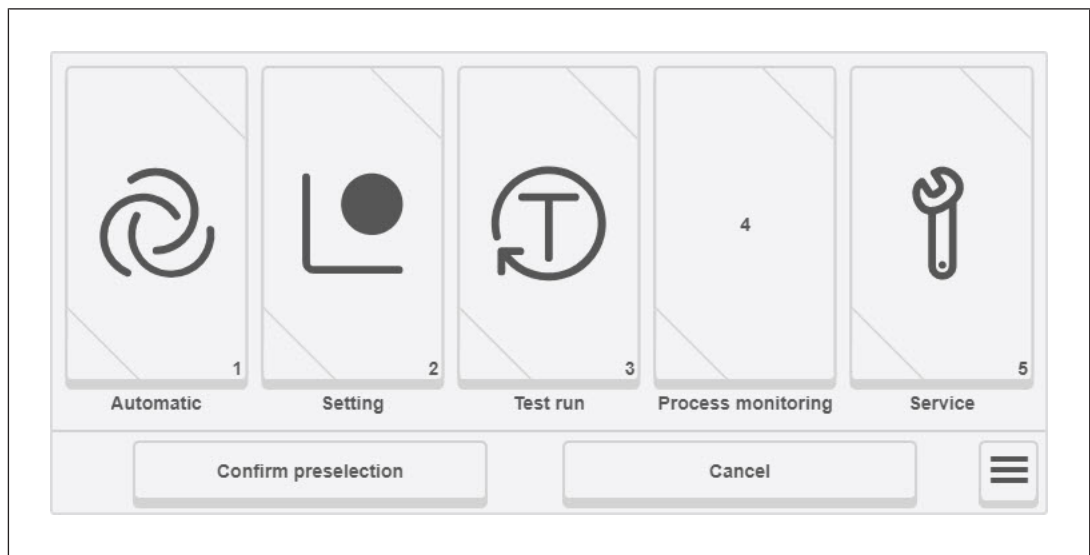 4
1 2 3 5
Automatic Setting Test run Process monitoring Service
Confirm preselection Cancel